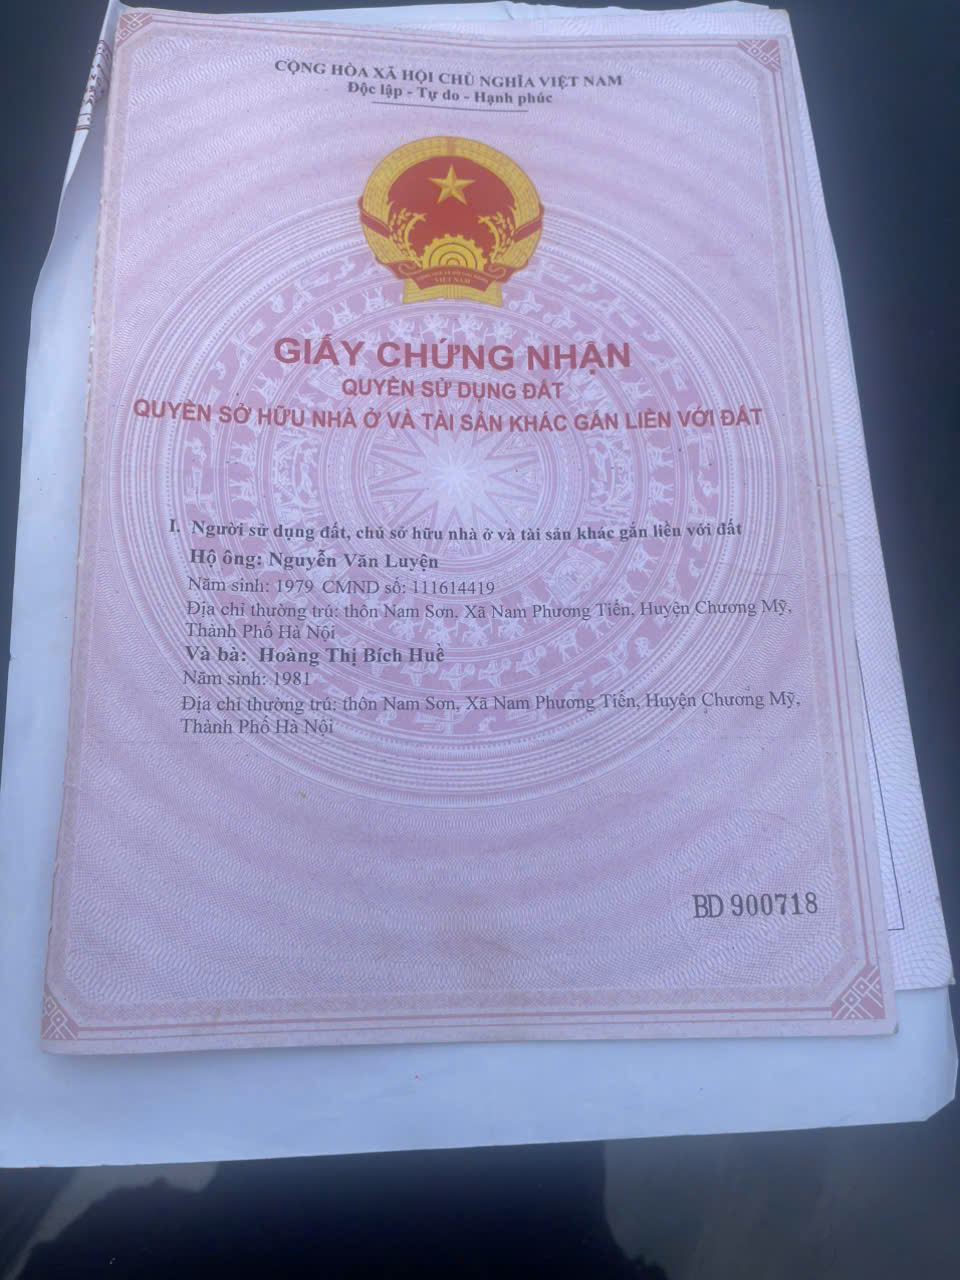 CỘNG HÒA XÃ HỘI CHỦ NGHĨA VIỆT NAM
Độc lập - Tự do - Hạnh phúc
VIỆT NAM
GIẤY CHỨNG NHẬN
QUYỀN SỬ DỤNG ĐẤT
QUYỀN SỞ HỮU NHÀ Ở VÀ TÀI SẢN KHÁC GẮN LIỀN VỚI ĐẤT
I. Người sử dụng đất, chủ sở hữu nhà ở và tài sản khác gắn liền với đất
Hộ ông: Nguyễn Văn Luyện
Năm sinh: 1979 CMND số: 111614419
Địa chỉ thường trú: thôn Nam Sơn, Xã Nam Phương Tiến, Huyện Chương Mỹ,
Thành Phố Hà Nội
Và bà: Hoàng Thị Bích Huề
Năm sinh: 1981
Địa chỉ thường trú: thôn Nam Sơn, Xã Nam Phương Tiến, Huyện Chương Mỹ,
Thành Phố Hà Nội
BD 900718